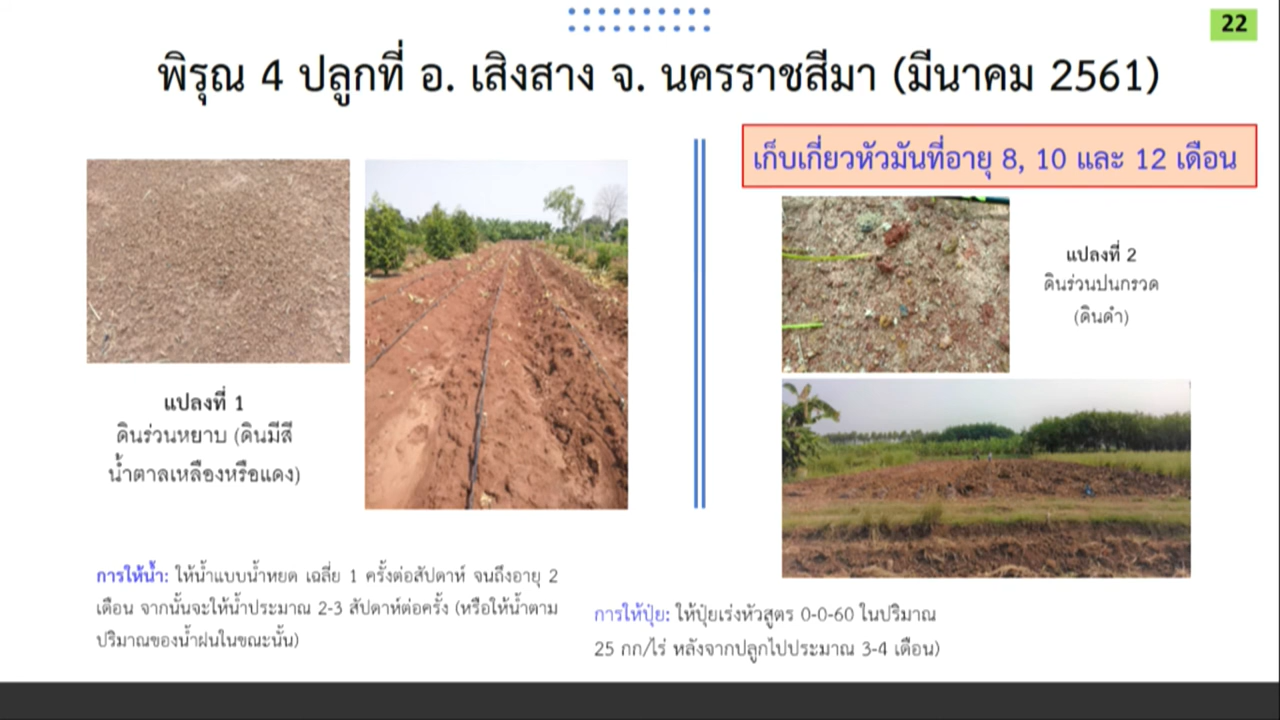 22
พิรุณ 4 ปลูกที่ อ. เสิงสาง จ. นครราชสีมา (มีนาคม 2561)
เก็บเกี่ยวหัวมันที่อายุ 8, 10 และ 12 เดือน
แปลงที่ 1
ดินร่วนหยาบ (ดินมีสี
น้ำตาลเหลืองหรือแดง)
แปลงที่ 2
ดินร่วนปนกรวด
(ดินดำ)
การให้น้ำ: ให้น้ำแบบน้ำหยด เฉลี่ย 1 ครั้งต่อสัปดาห์ จนถึงอายุ 2
เดือน จากนั้นจะให้น้ำประมาณ 2-3 สัปดาห์ต่อครั้ง (หรือให้น้ำตาม
ปริมาณของน้ำฝนในขณะนั้น)
การให้ปุ๋ย: ให้ปุ๋ยเร่งหัวสูตร 0-0-60 ในปริมาณ
25 กก/ไร่ หลังจากปลูกไปประมาณ 3-4 เดือน)